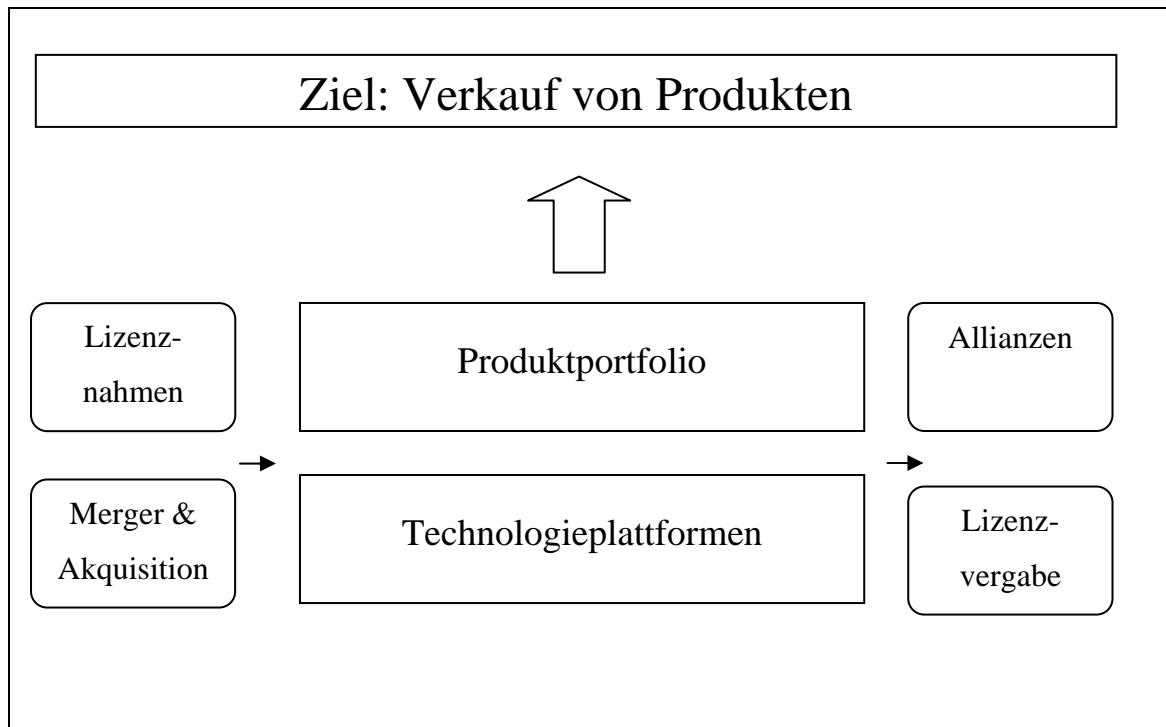 Ziel: Verkauf von Produkten
Lizenz-
nahmen
Produktportfolio
Allianzen
Merger &
Akquisition
Technologieplattformen
Lizenz-
vergabe